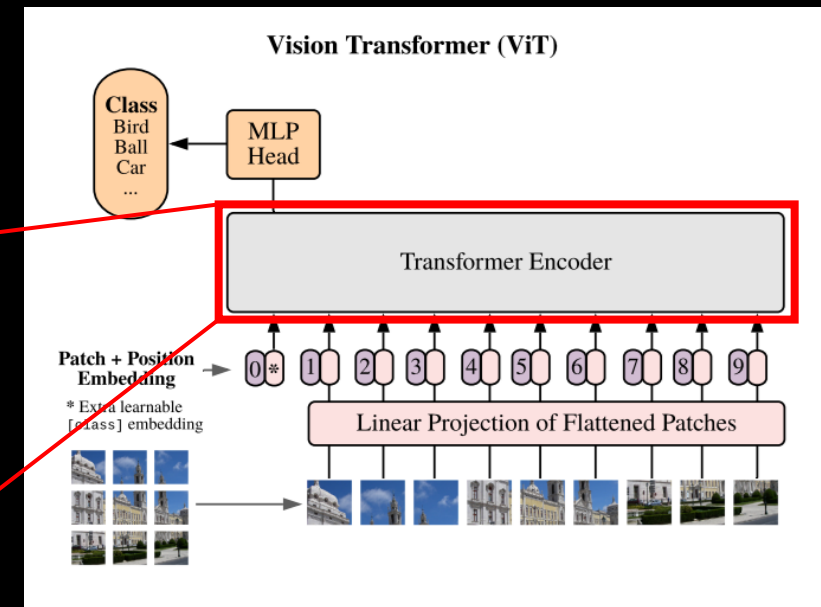 Vision Transformer (ViT)
Class
Bird
Ball
Car
...
MLP
Head
Transformer Encoder
Patch + Position
Embedding
0 * 1 2 3 4 5 6 7 8 9
* Extra learnable
[class] embedding
Linear Projection of Flattened Patches